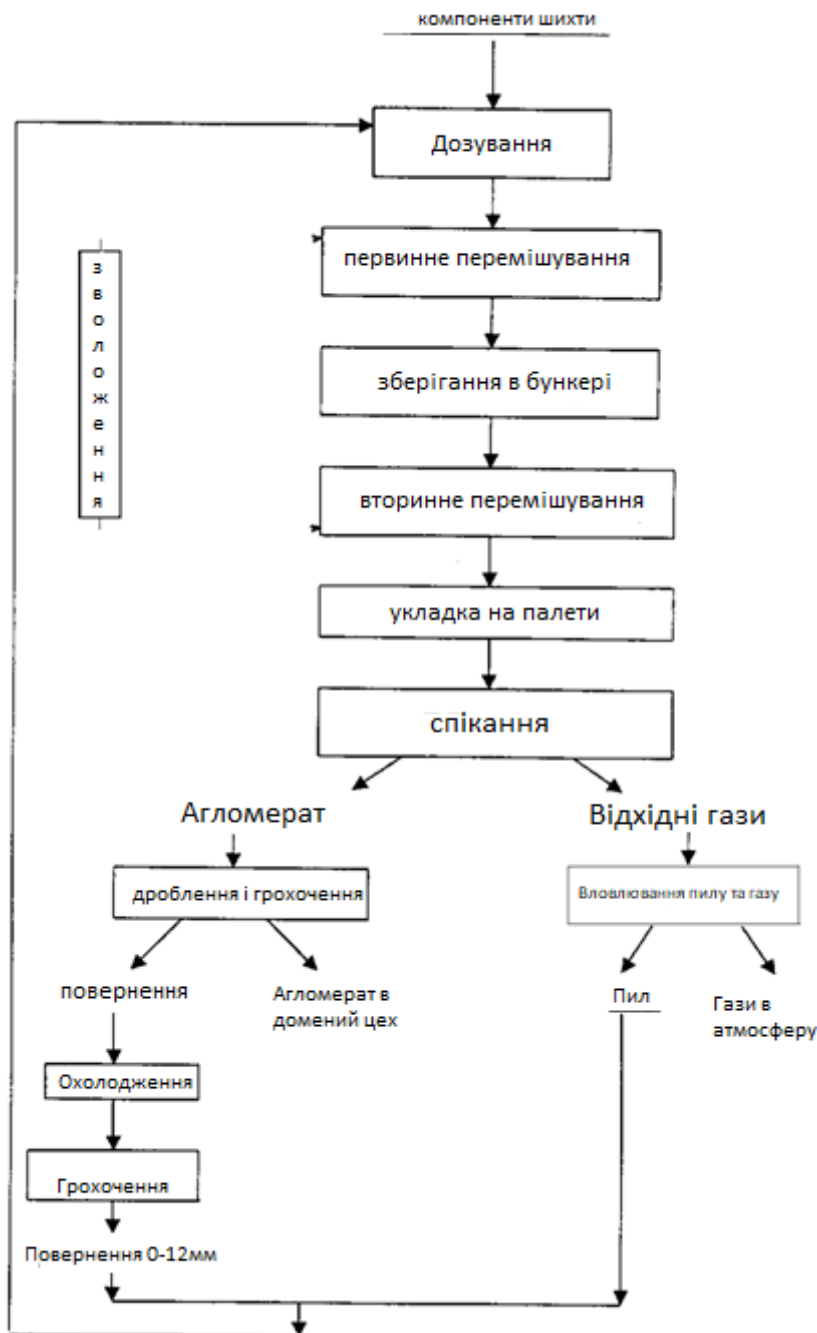 компоненти шихти
Дозування
первинне перемішування
зволоження
зберігання в бункері
вторинне перемішування
укладка на палети
спікання
Агломерат
Відхідні гази
дроблення і грохочення
Вловлювання пилу та газу
повернення
Агломерат в
домений цех
Пил
Гази в
атмосферу
Охолодження
Грохочення
Повернення 0-12мм